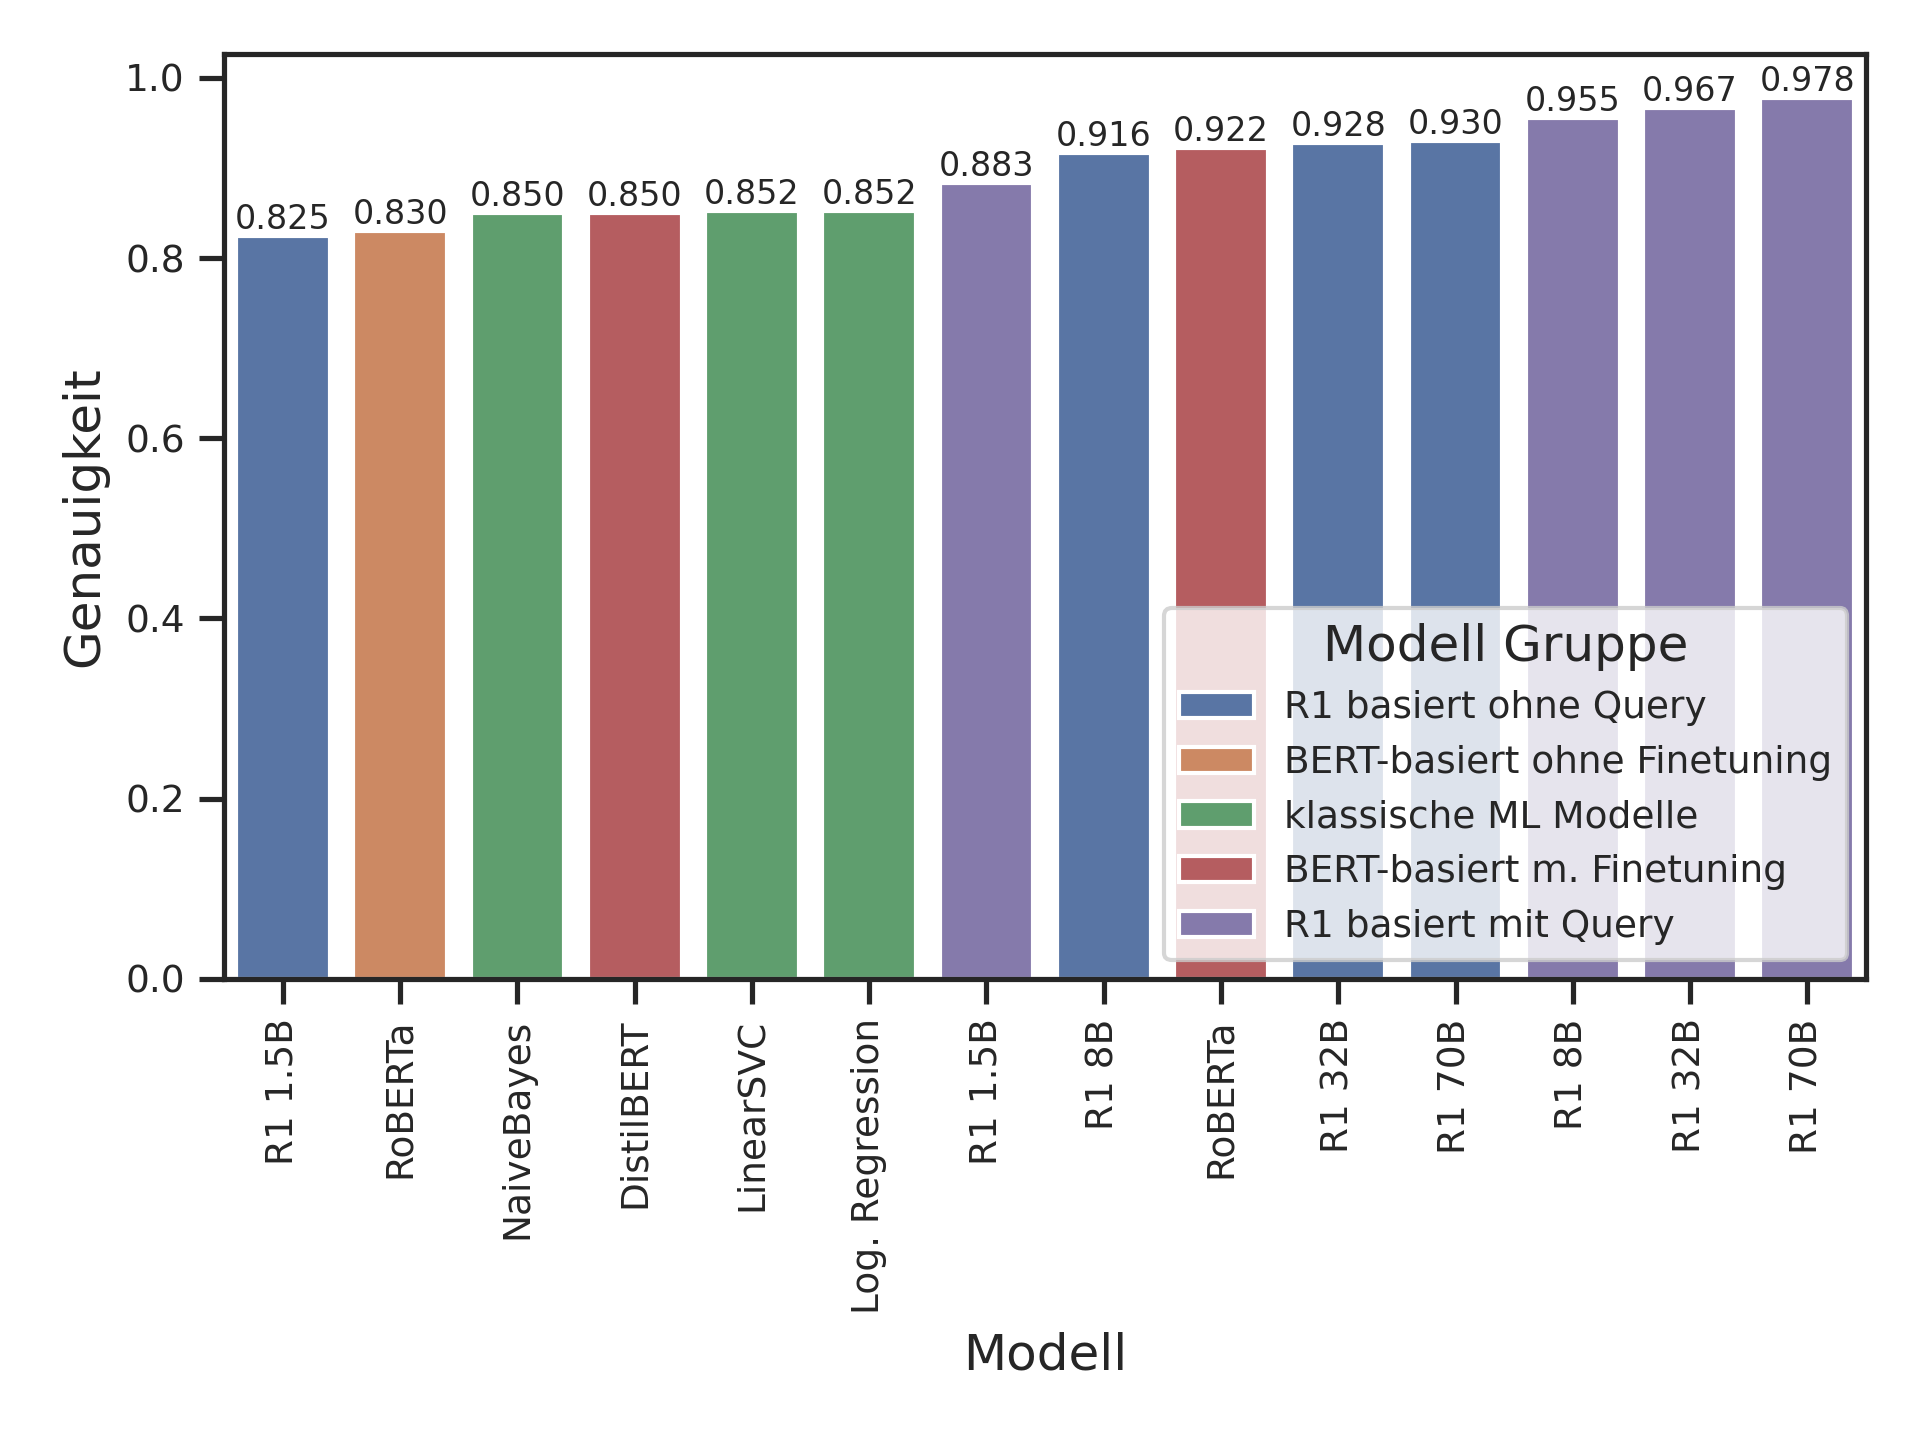 1.0
0.8
0.6
0.4
0.2
0.0
Genauigkeit
0.825
0.830
0.850
0.850
0.852
0.852
0.883
0.916
0.922
0.928
0.930
0.955
0.967
0.978
Modell Gruppe
R1 basiert ohne Query
BERT-basiert ohne Finetuning
klassische ML Modelle
BERT-basiert m. Finetuning
R1 basiert mit Query
R1 1.5B
RoBERTa
NaiveBayes
DistilBERT
LinearSVC
Log. Regression
R1 1.5B
R1 8B
RoBERTa
R1 32B
R1 70B
R1 8B
R1 32B
R1 70B
Modell